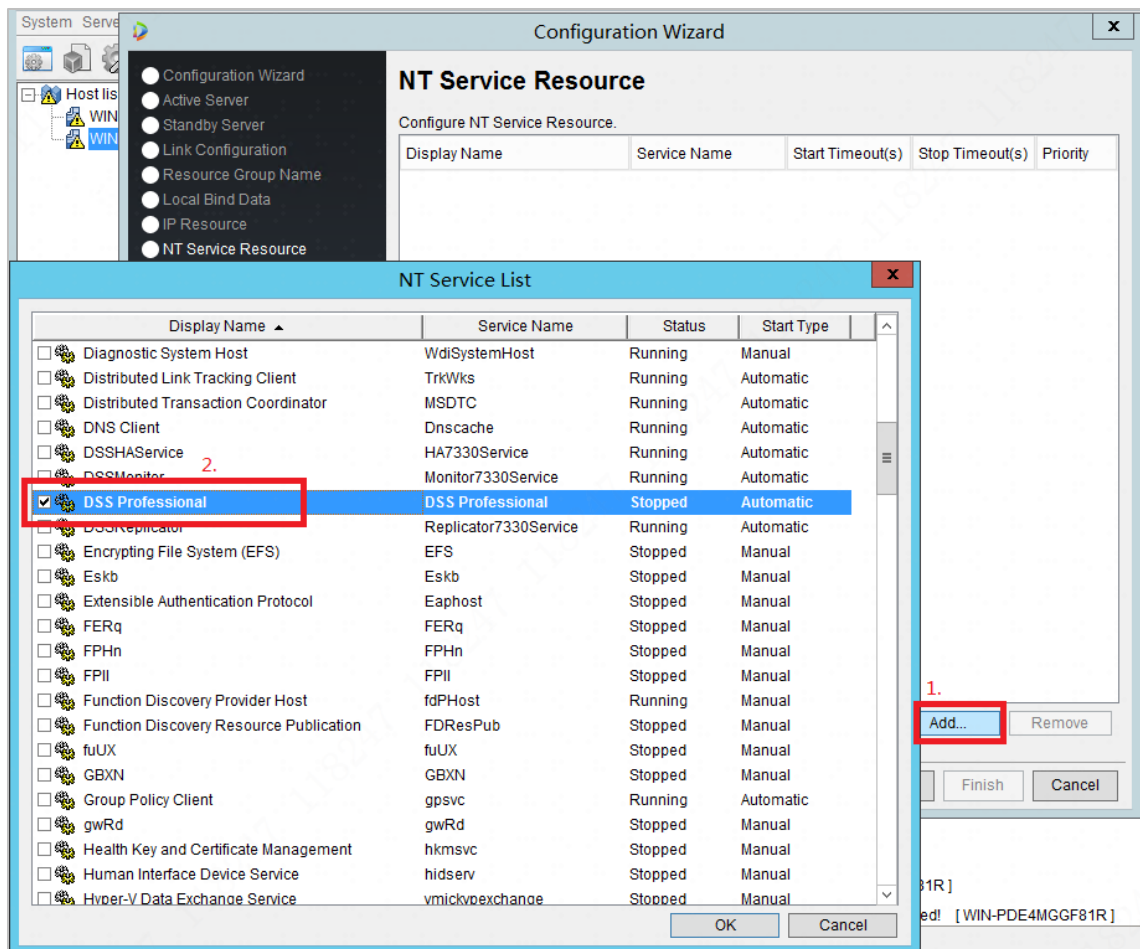 System Serve
Configuration Wizard
x
Host lis
WIN
WIN
Configuration Wizard
Active Server
Standby Server
Link Configuration
Resource Group Name
Local Bind Data
IP Resource
NT Service Resource
NT Service Resource
Configure NT Service Resource.
Display Name Service Name Start Timeout(s) Stop Timeout(s) Priority
NT Service List
x
Display Name Service Name Status Start Type
Diagnostic System Host WdiSystemHost Running Manual
Distributed Link Tracking Client TrkWks Running Automatic
Distributed Transaction Coordinator MSDTC Running Automatic
DNS Client Dnscache Running Automatic
DSSHAService HA7330Service Running Automatic
2.
DSSMonitor Monitor7330Service Running Automatic
DSS Professional DSS Professional Stopped Automatic
DSSReplicator Replicator7330Service Running Automatic
Encrypting File System (EFS) EFS Stopped Manual
Eskb Eskb Stopped Manual
Extensible Authentication Protocol Eaphost Stopped Manual
FERq FERq Stopped Manual
FPHn FPHn Stopped Manual
FPII FPII Stopped Manual
Function Discovery Provider Host fdPHost Running Manual
Function Discovery Resource Publication FDResPub Stopped Manual
fuUX fuUX Stopped Manual
GBXN GBXN Stopped Manual
Group Policy Client gpsvc Running Automatic
gwRd gwRd Stopped Manual
Health Key and Certificate Management hkmsvc Stopped Manual
Human Interface Device Service hidserv Stopped Manual
Hyper-V Data Exchange Service vmickvpexchange Stopped Manual
OK Cancel
1.
Add... Remove
Finish Cancel
31R ]
ed! [ WIN-PDE4MGGF81R ]